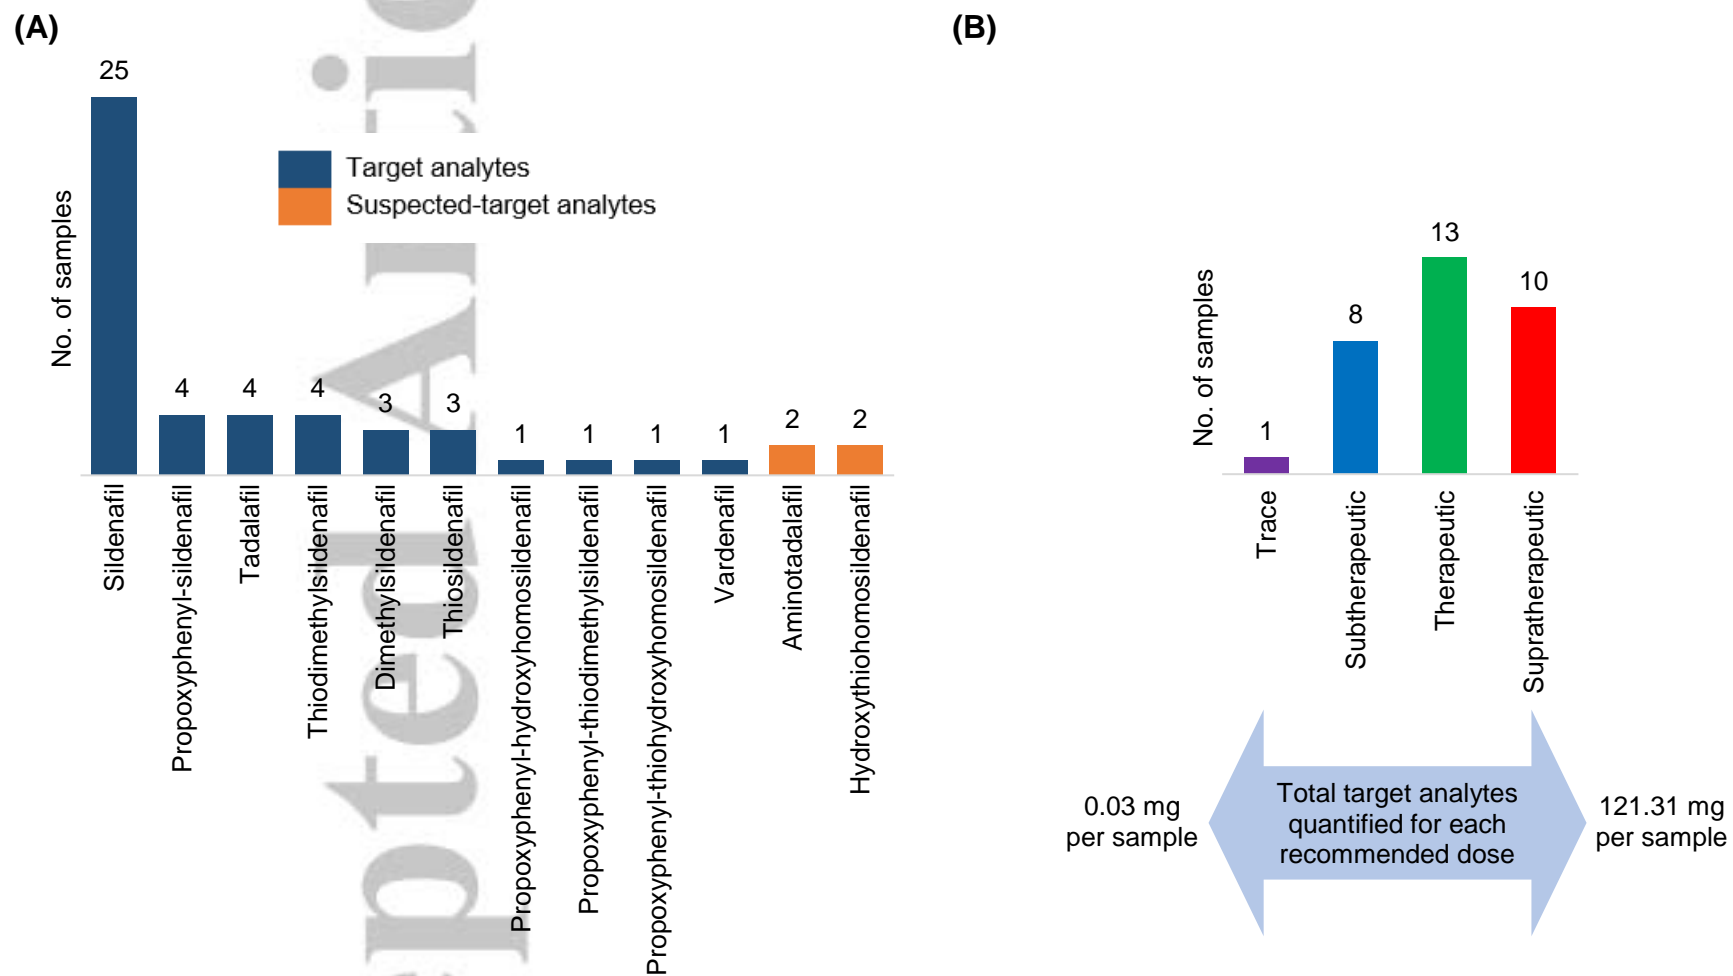 (A)
25
4
4
4
3
3
1
1
1
1
2
2
No. of samples
Target analytes
Suspected-target analytes
Sildenafil
Propoxyphenyl-sildenafil
Tadalafil
Thiodimethylsildenafil
Dimethylsildenafil
Thiosildenafil
Propoxyphenyl-hydroxyhomosildenafil
Propoxyphenyl-thiodimethylsildenafil
Propoxyphenyl-thiohydroxyhomosildenafil
Vardenafil
Aminotadalafil
Hydroxythiohomosildenafil
(B)
1
8
13
10
No. of samples
Trace
Subtherapeutic
Therapeutic
Supratherapeutic
0.03 mg
per sample
Total target analytes
quantified for each
recommended dose
121.31 mg
per sample
pted Artic